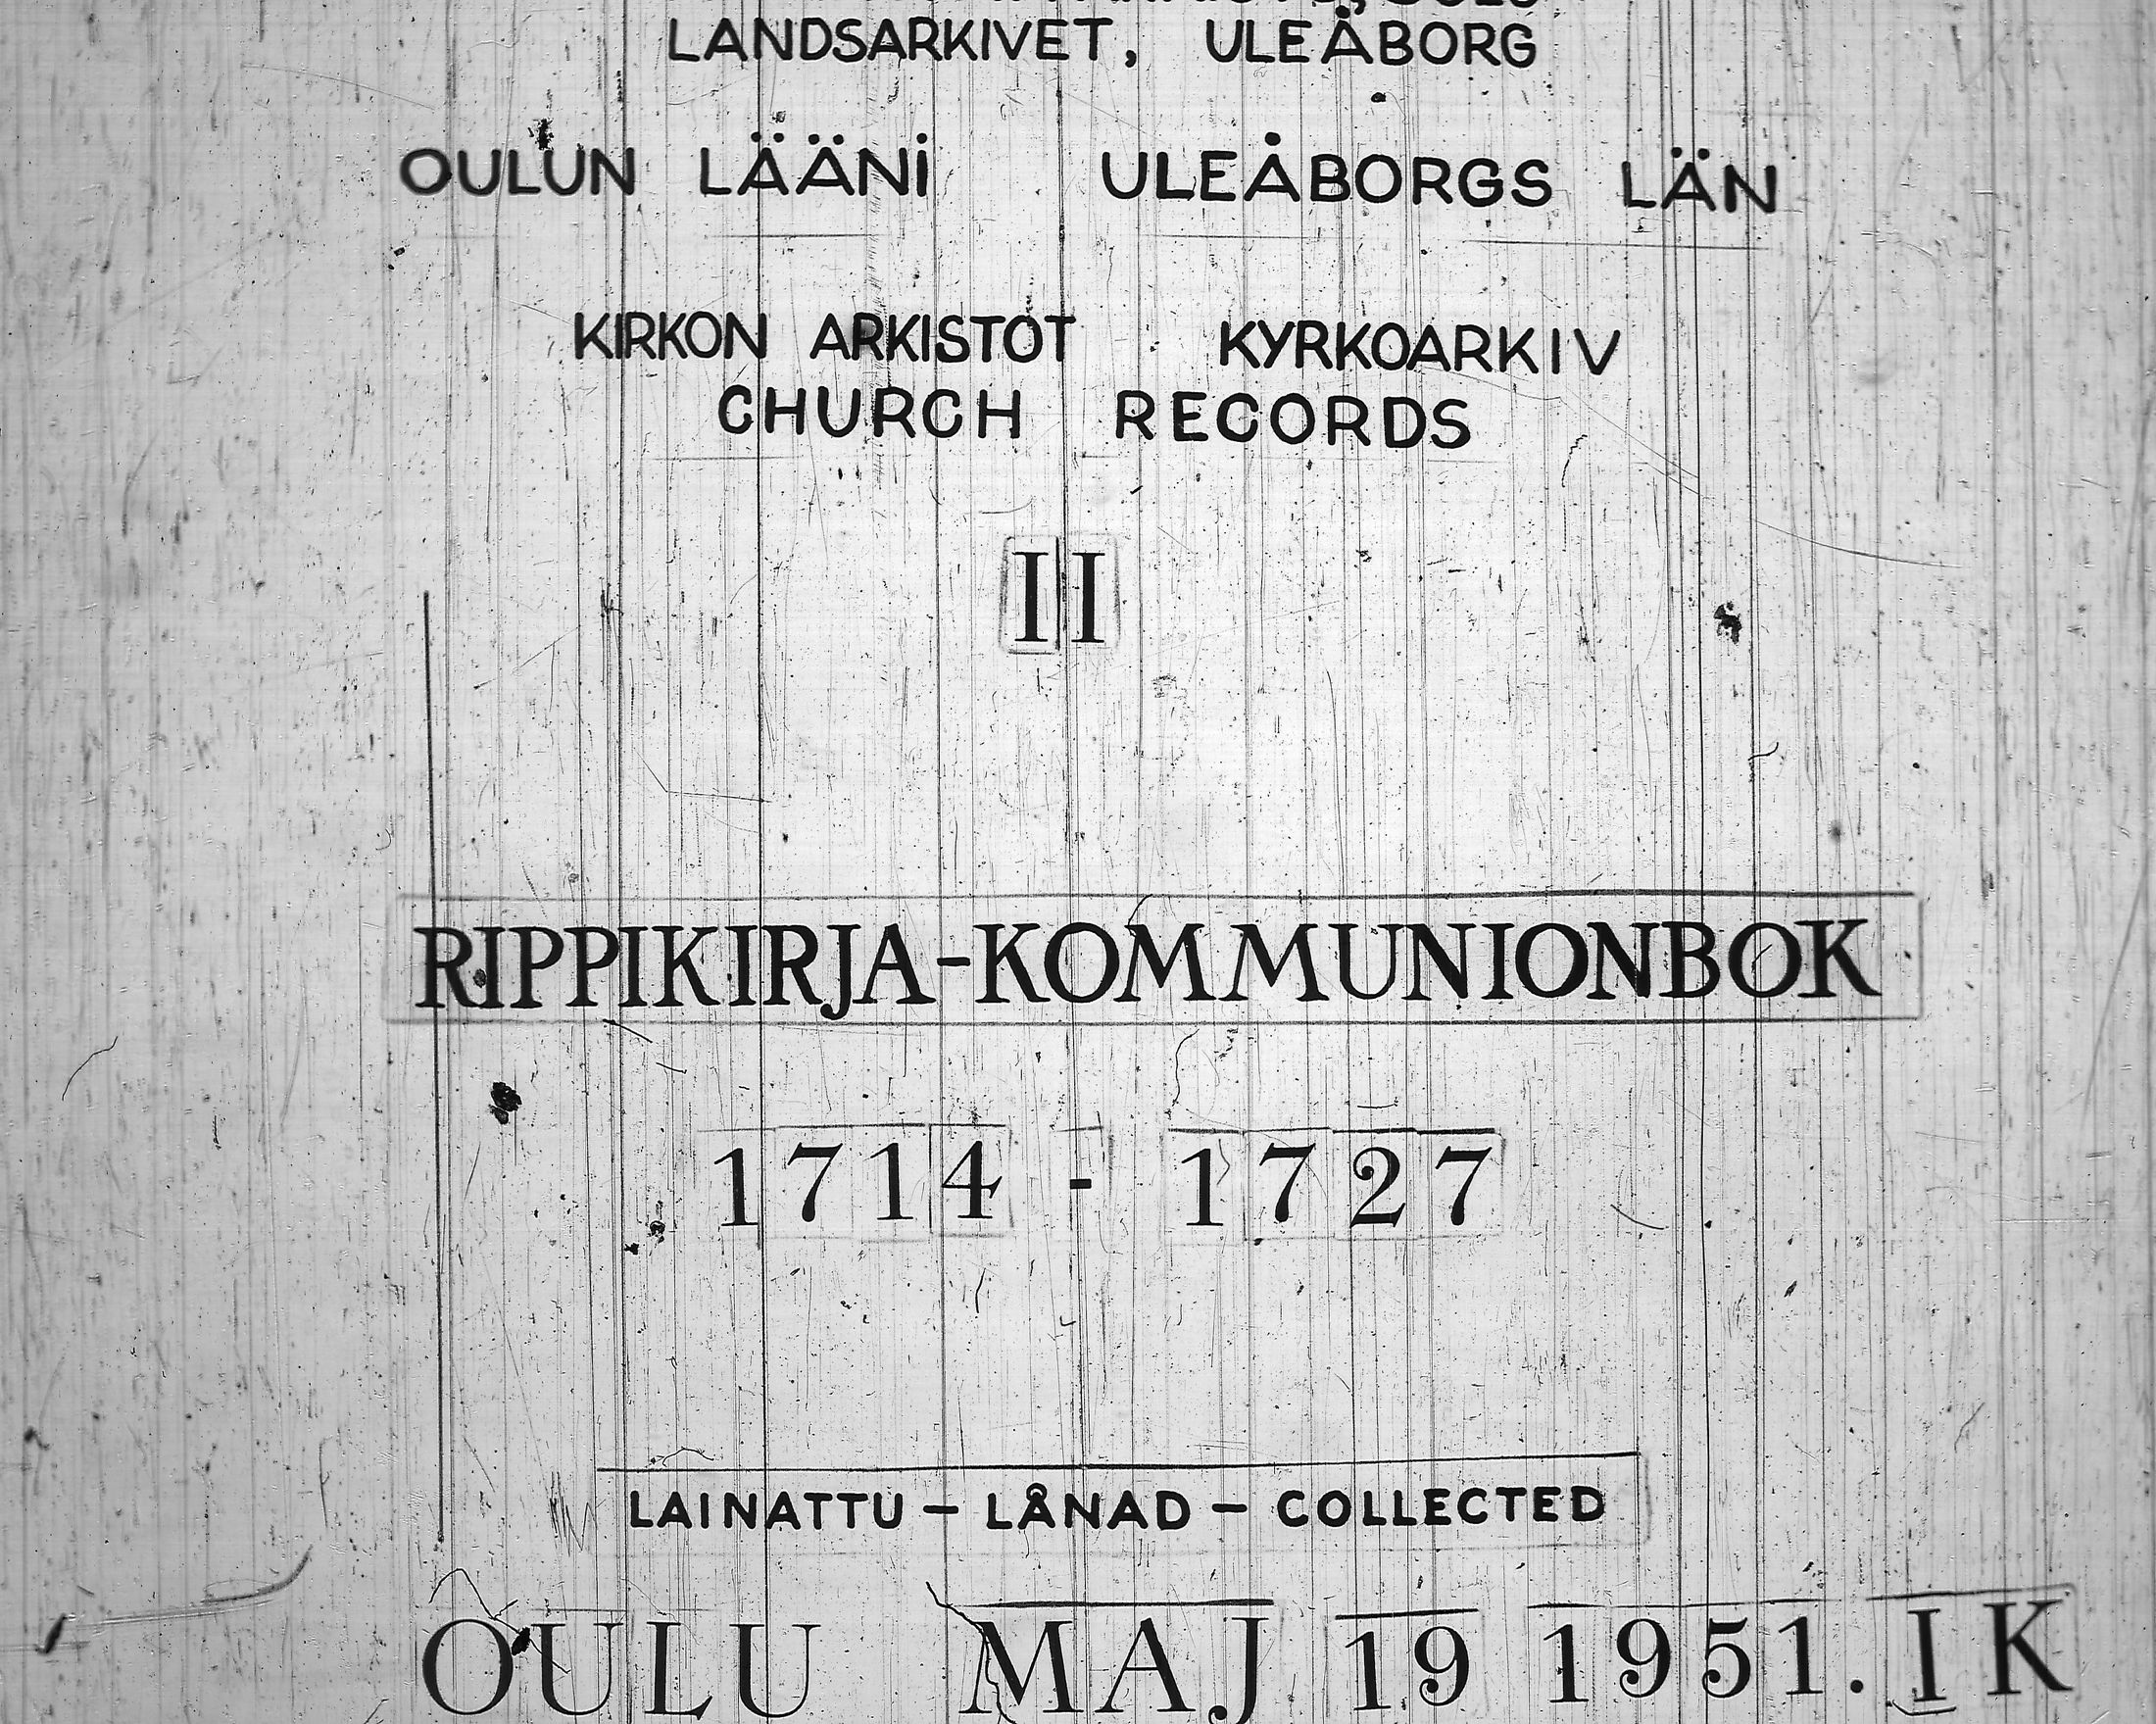 LANDSARKIVET, ULEÅBORG
OULUN LÄÄNI ULEÅBORGS LÄN
KIRKON ARKISTOT KYRKOARKIV
CHURCH RECORDS
II
RIPPIKIRJA-KOMMUNIONBOK
1714 - 1727
LAINATTU — LÅNAD — COLLECTED
OULU MAJ 19 1951. IK